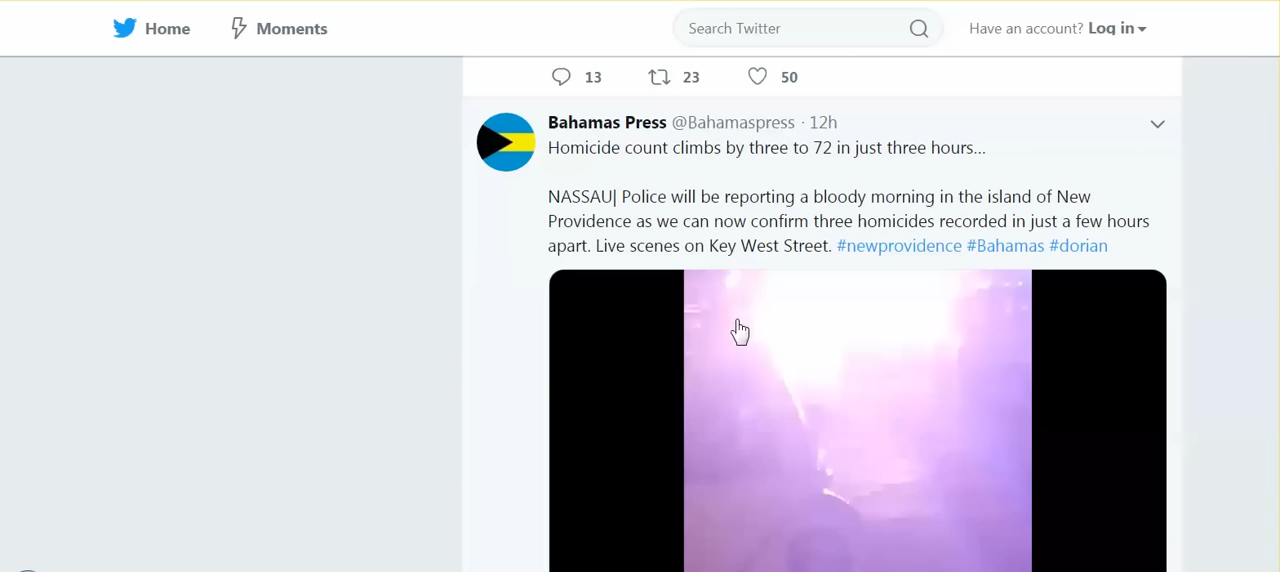 Home Moments Search Twitter Have an account? Log in
13 23 50
Bahamas Press @Bahamaspress · 12h
Homicide count climbs by three to 72 in just three hours...
NASSAU| Police will be reporting a bloody morning in the island of New
Providence as we can now confirm three homicides recorded in just a few hours
apart. Live scenes on Key West Street. #newprovidence #Bahamas #dorian